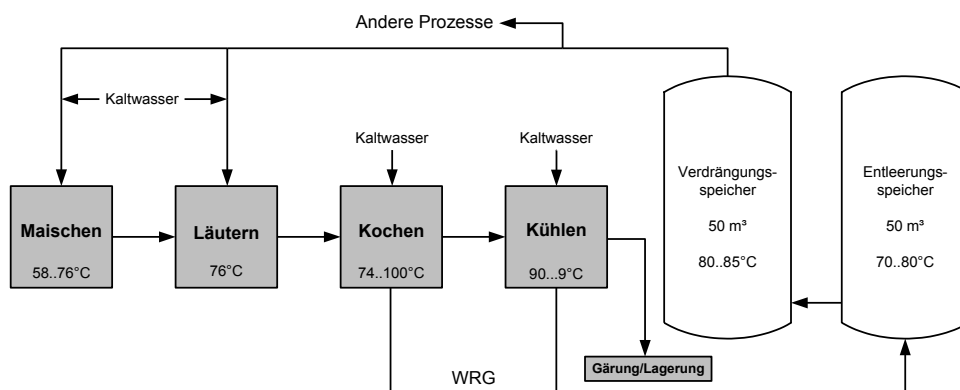 Andere Prozesse
Kaltwasser
Kaltwasser
Kaltwasser
Verdrängungs-
speicher
50 m³
80..85°C
Entleerungs-
speicher
50 m³
70..80°C
Maischen
58..76°C
Läutern
76°C
Kochen
74..100°C
Kühlen
90...9°C
Gärung/Lagerung
WRG